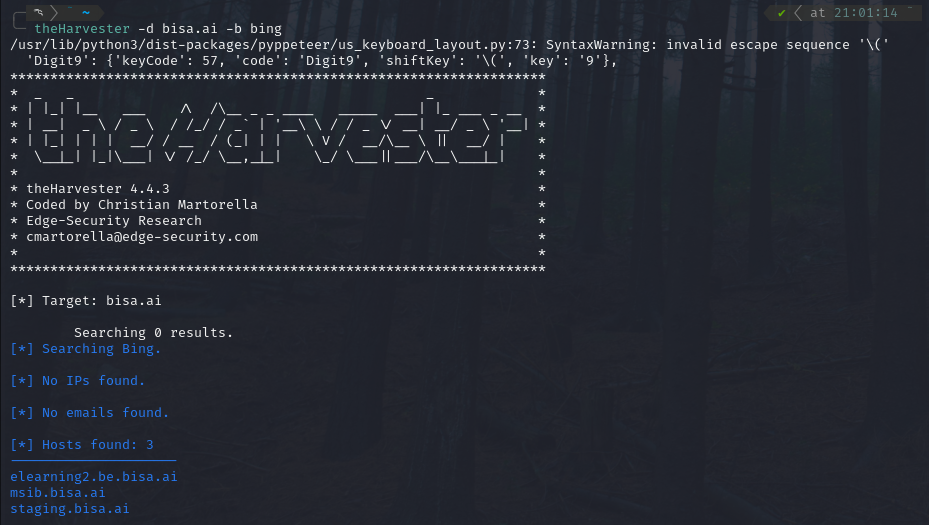 ~
✔ at 21:01:14
theHarvester -d bisa.ai -b bing
/usr/lib/python3/dist-packages/pyppeteer/us_keyboard_layout.py:73: SyntaxWarning: invalid escape sequence '\('
'Digit9': {'keyCode': 57, 'code': 'Digit9', 'shiftKey': '\(', 'key': '9'},
*******************************************************************
theHarvester
* theHarvester 4.4.3 *
* Coded by Christian Martorella *
* Edge-Security Research *
* cmartorella@edge-security.com *
* *
*******************************************************************
[*] Target: bisa.ai
Searching 0 results.
[*] Searching Bing.
[*] No IPs found.
[*] No emails found.
[*] Hosts found: 3
---------------------
elearning2.be.bisa.ai
msib.bisa.ai
staging.bisa.ai